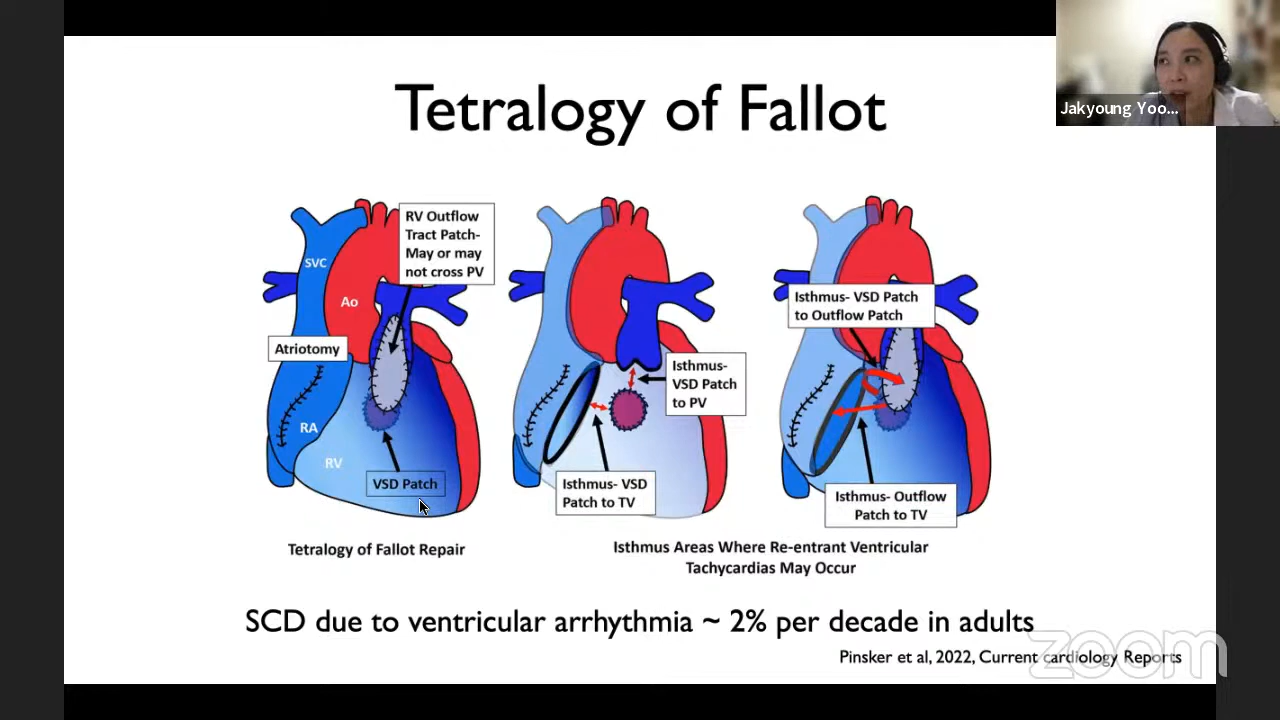 Jakyoung Yoo...
Tetralogy of Fallot
RV Outflow
Tract Patch-
May or may
not cross PV
SVC
Ao
Atriotomy
RA
RV
VSD Patch
Tetralogy of Fallot Repair
Isthmus-
VSD Patch
to PV
Isthmus- VSD
Patch to TV
Isthmus- VSD Patch
to Outflow Patch
Isthmus- Outflow
Patch to TV
Isthmus Areas Where Re-entrant Ventricular
Tachycardias May Occur
SCD due to ventricular arrhythmia ~ 2% per decade in adults
Pinsker et al, 2022, Current cardiology Reports
zoom